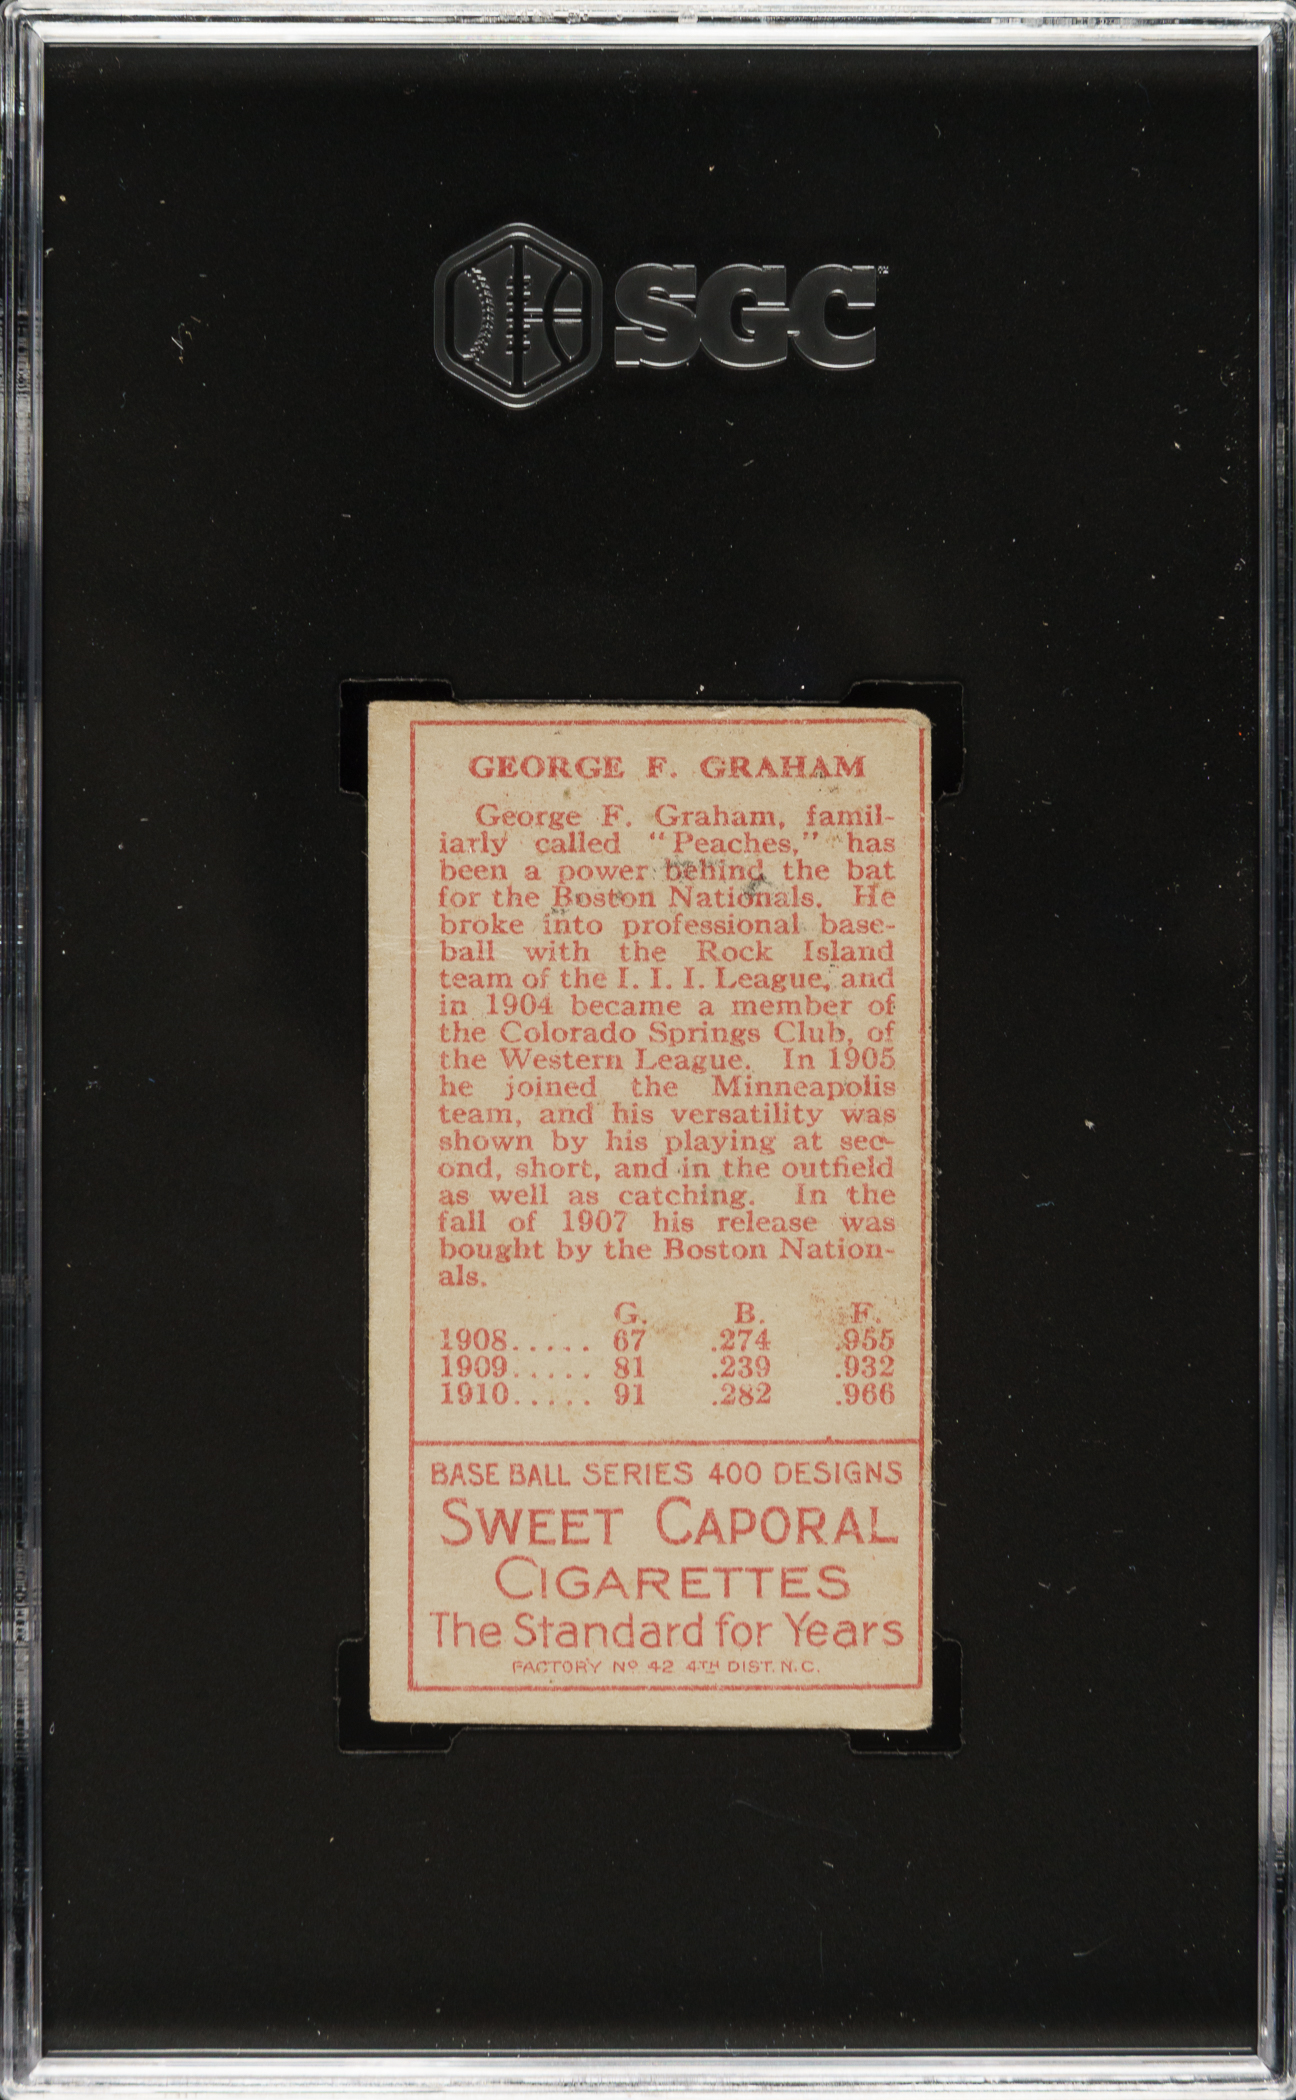 SGC
GEORGE F. GRAHAM
George F. Graham, famil-
iarly called "Peaches," has
been a power behind the bat
for the Boston Nationals. He
broke into professional base-
ball with the Rock Island
team of the I. I. I. League, and
in 1904 became a member of
the Colorado Springs Club, of
the Western League. In 1905
he joined the Minneapolis
team, and his versatility was
shown by his playing at sec-
ond, short, and in the outfield
as well as catching. In the
fall of 1907 his release was
bought by the Boston Nation-
als.
G. B. F.
1908..... 67 .274 .955
1909..... 81 .239 .932
1910..... 91 .282 .966
BASE BALL SERIES 400 DESIGNS
SWEET CAPORAL
CIGARETTES
The Standard for Years
FACTORY Nº 42 4TH DIST. N.C.